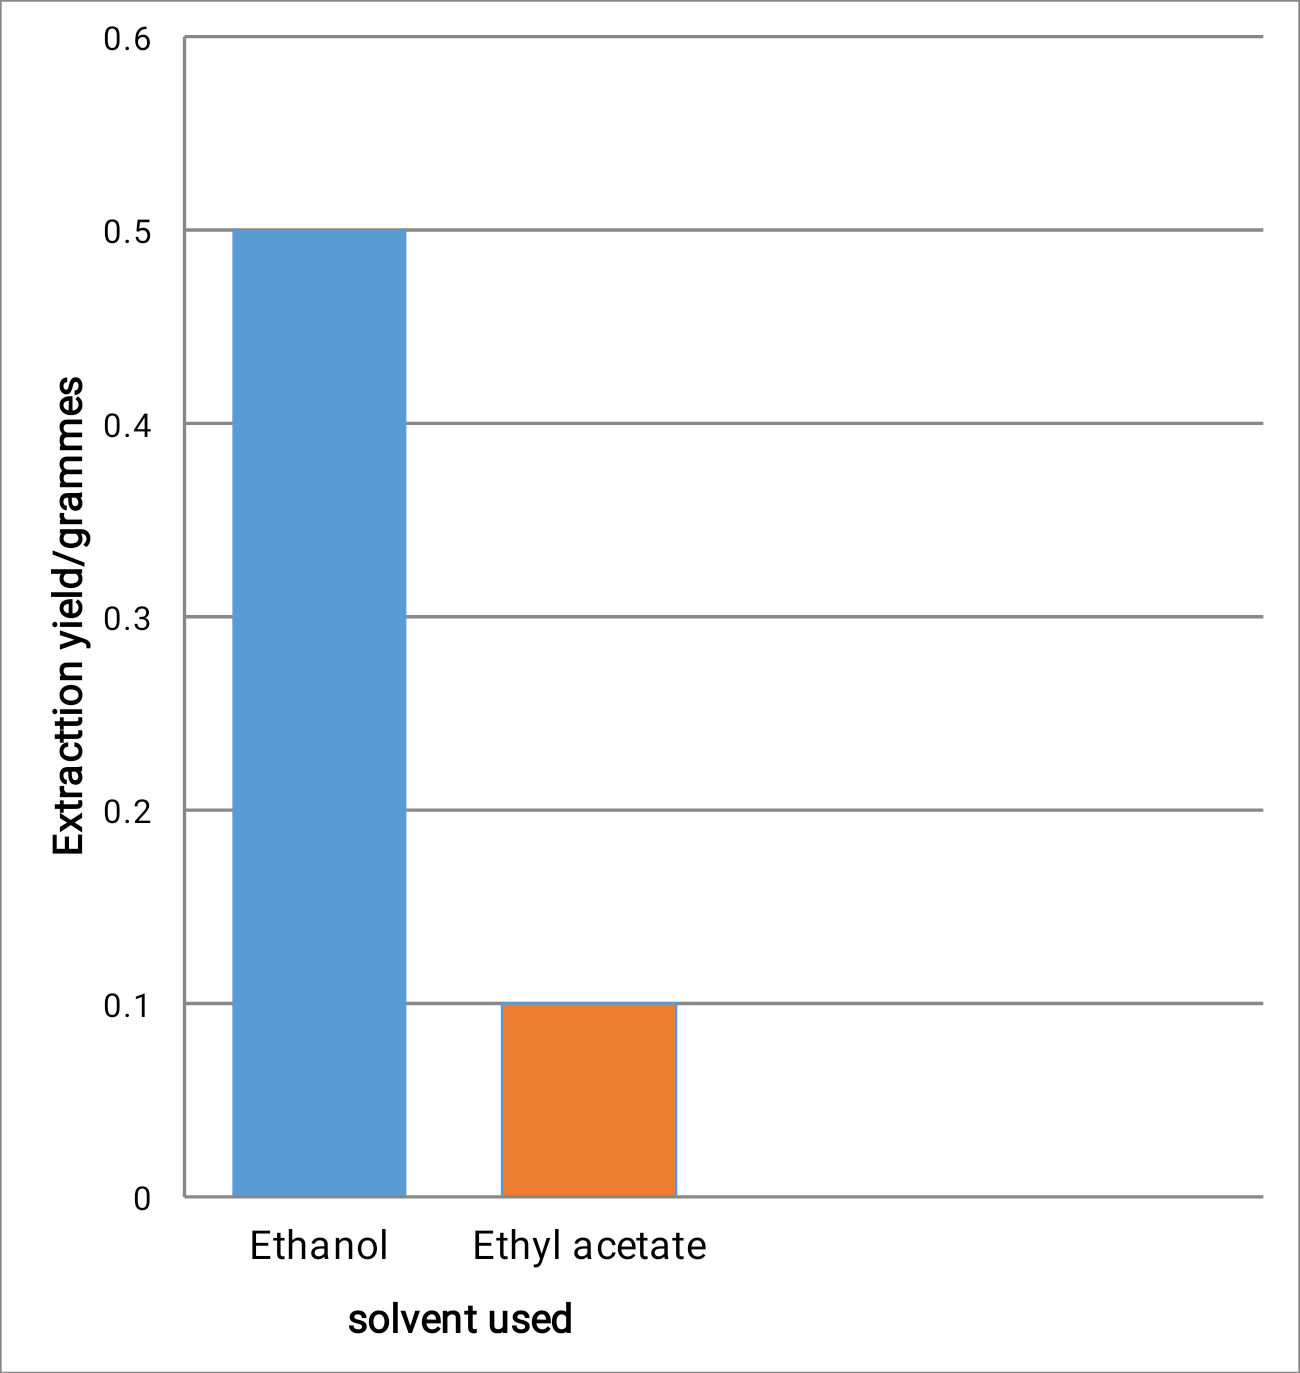 0.6
0.5
0.4
0.3
0.2
0.1
0
Extracttion yield/grammes
Ethanol
Ethyl acetate
solvent used